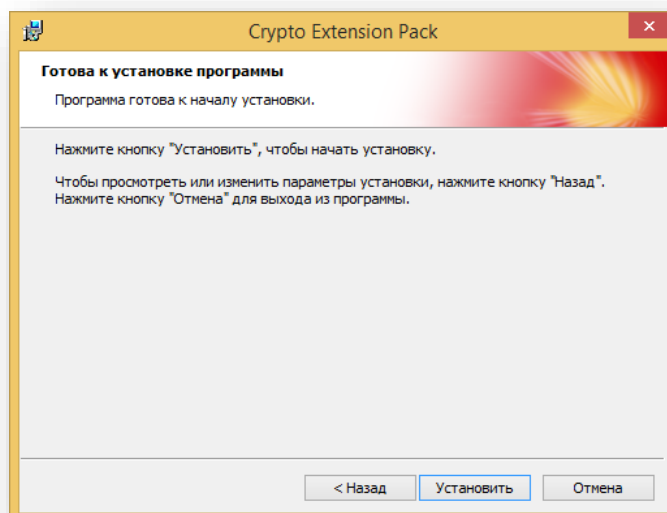 Crypto Extension Pack
Готова к установке программы
Программа готова к началу установки.
Нажмите кнопку "Установить", чтобы начать установку.
Чтобы просмотреть или изменить параметры установки, нажмите кнопку "Назад".
Нажмите кнопку "Отмена" для выхода из программы.
< Назад
Установить
Отмена